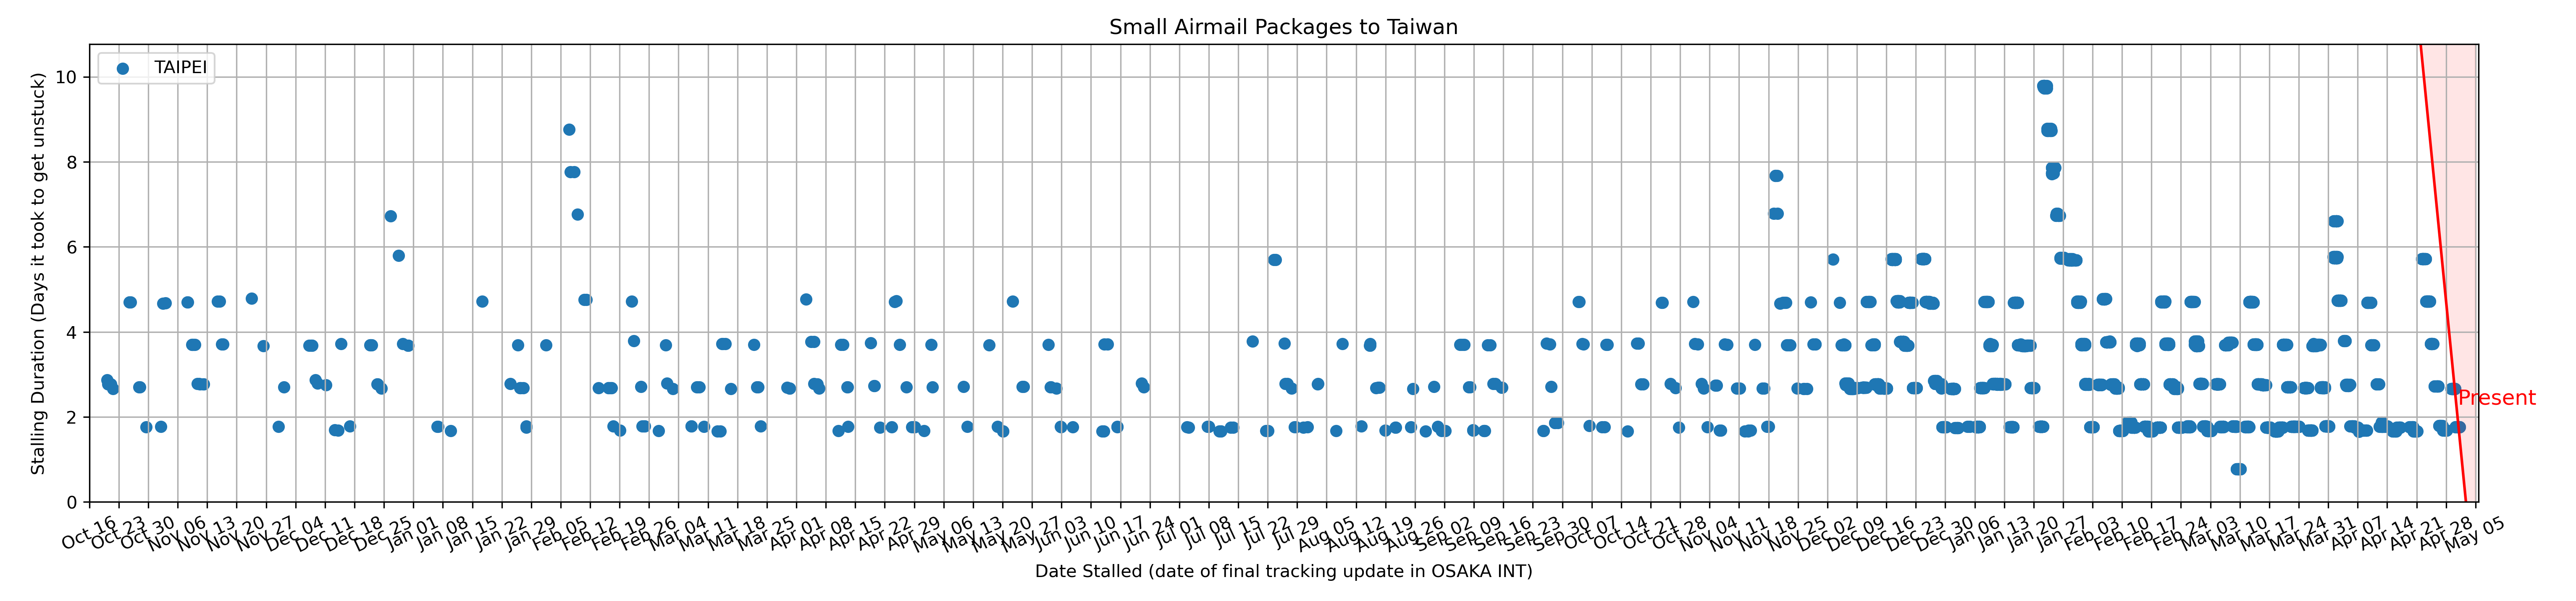 Small Airmail Packages to Taiwan
TAIPEI
Stalling Duration (Days it took to get unstuck)
10
8
6
4
2
0
Present
Oct 16
Oct 23
Oct 30
Nov 06
Nov 13
Nov 20
Nov 27
Dec 04
Dec 11
Dec 18
Dec 25
Jan 01
Jan 08
Jan 15
Jan 22
Jan 29
Feb 05
Feb 12
Feb 19
Feb 26
Mar 04
Mar 11
Mar 18
Mar 25
Apr 01
Apr 08
Apr 15
Apr 22
Apr 29
May 06
May 13
May 20
May 27
Jun 03
Jun 10
Jun 17
Jun 24
Jul 01
Jul 08
Jul 15
Jul 22
Jul 29
Aug 05
Aug 12
Aug 19
Aug 26
Sep 02
Sep 09
Sep 16
Sep 23
Sep 30
Oct 07
Oct 14
Oct 21
Oct 28
Nov 04
Nov 11
Nov 18
Nov 25
Dec 02
Dec 09
Dec 16
Dec 23
Dec 30
Jan 06
Jan 13
Jan 20
Jan 27
Feb 03
Feb 10
Feb 17
Feb 24
Mar 03
Mar 10
Mar 17
Mar 24
Mar 31
Apr 07
Apr 14
Apr 21
Apr 28
May 05
Date Stalled (date of final tracking update in OSAKA INT)